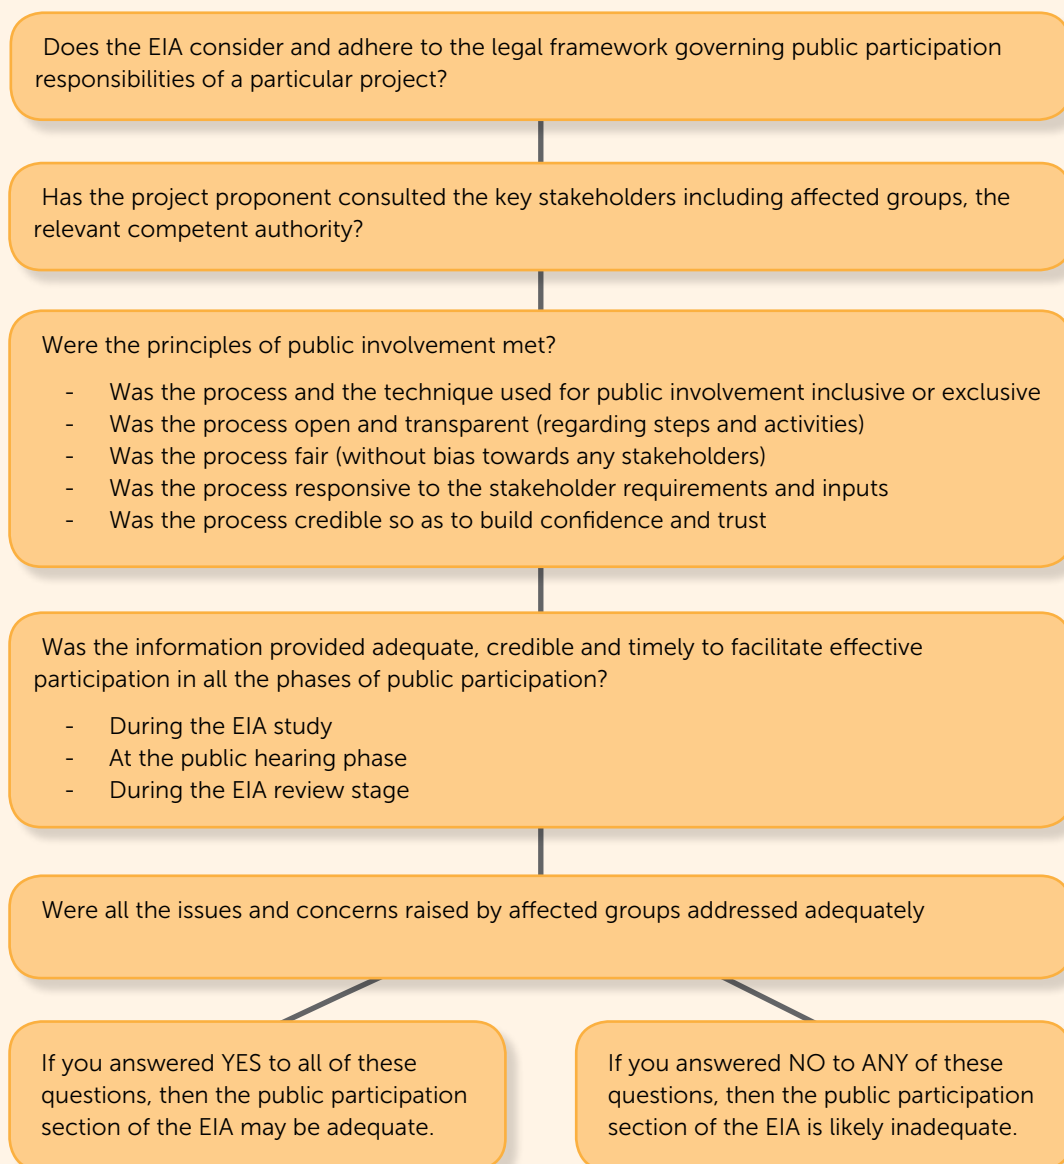 Does the EIA consider and adhere to the legal framework governing public participation
responsibilities of a particular project?
Has the project proponent consulted the key stakeholders including affected groups, the
relevant competent authority?
Were the principles of public involvement met?
- Was the process and the technique used for public involvement inclusive or exclusive
- Was the process open and transparent (regarding steps and activities)
- Was the process fair (without bias towards any stakeholders)
- Was the process responsive to the stakeholder requirements and inputs
- Was the process credible so as to build confidence and trust
Was the information provided adequate, credible and timely to facilitate effective
participation in all the phases of public participation?
- During the EIA study
- At the public hearing phase
- During the EIA review stage
Were all the issues and concerns raised by affected groups addressed adequately
If you answered YES to all of these
questions, then the public participation
section of the EIA may be adequate.
If you answered NO to ANY of these
questions, then the public participation
section of the EIA is likely inadequate.